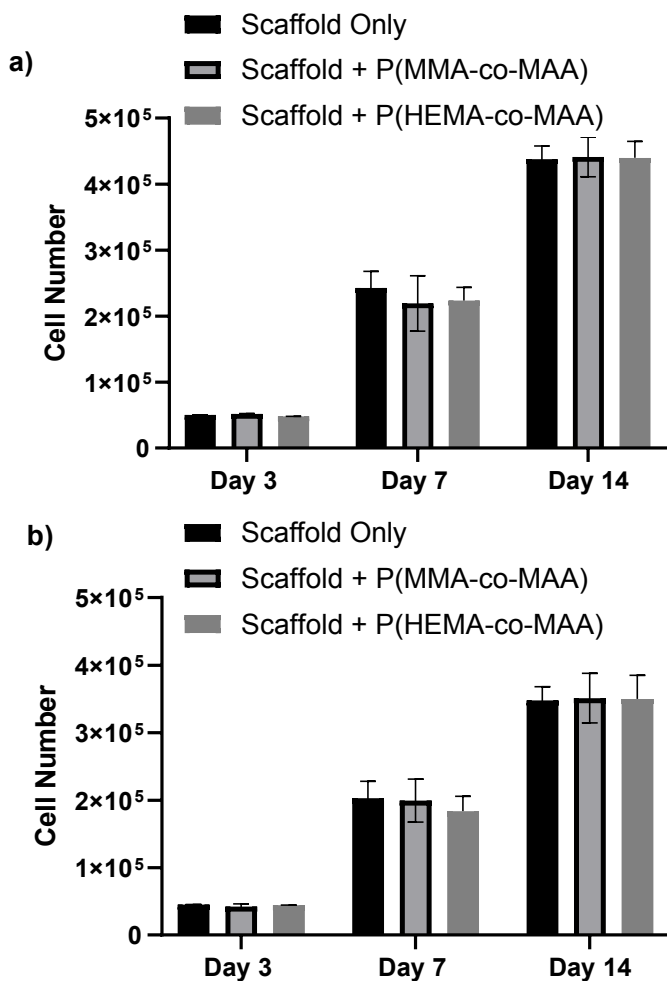 a)
Scaffold Only
Scaffold + P(MMA-co-MAA)
Scaffold + P(HEMA-co-MAA)
5×10⁵
4×10⁵
3×10⁵
2×10⁵
1×10⁵
0
Cell Number
Day 3 Day 7 Day 14
b)
Scaffold Only
Scaffold + P(MMA-co-MAA)
Scaffold + P(HEMA-co-MAA)
5×10⁵
4×10⁵
3×10⁵
2×10⁵
1×10⁵
0
Cell Number
Day 3 Day 7 Day 14